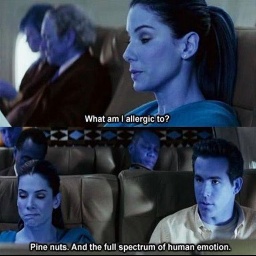 What am I allergic to?
Pine nuts. And the full spectrum of human emotion.